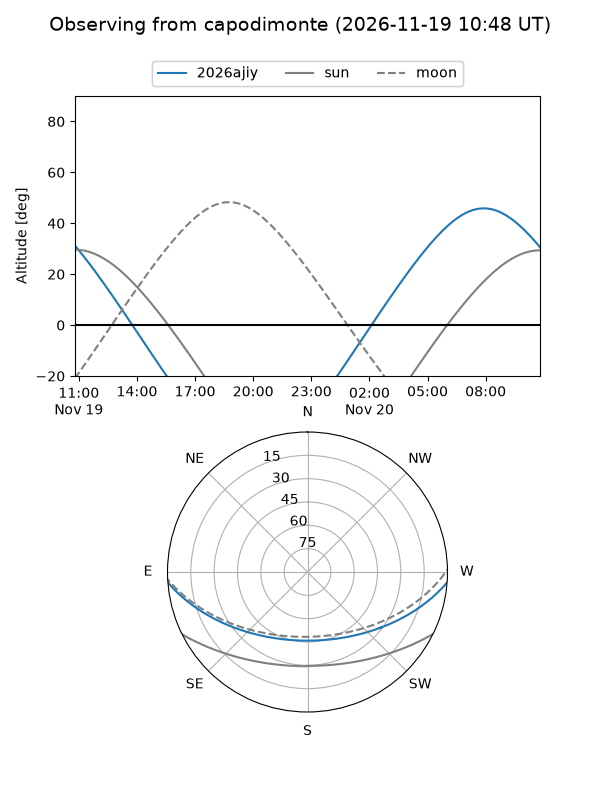 Observing from capodimonte (2026-11-19 10:48 UT)
2026ajiy sun moon
Altitude [deg]
80
60
40
20
0
−20
11:00 14:00 17:00 20:00 23:00 02:00 05:00 08:00
Nov 19 Nov 20
N
NE NW
15
30
45
60
75
E W
SE SW
S